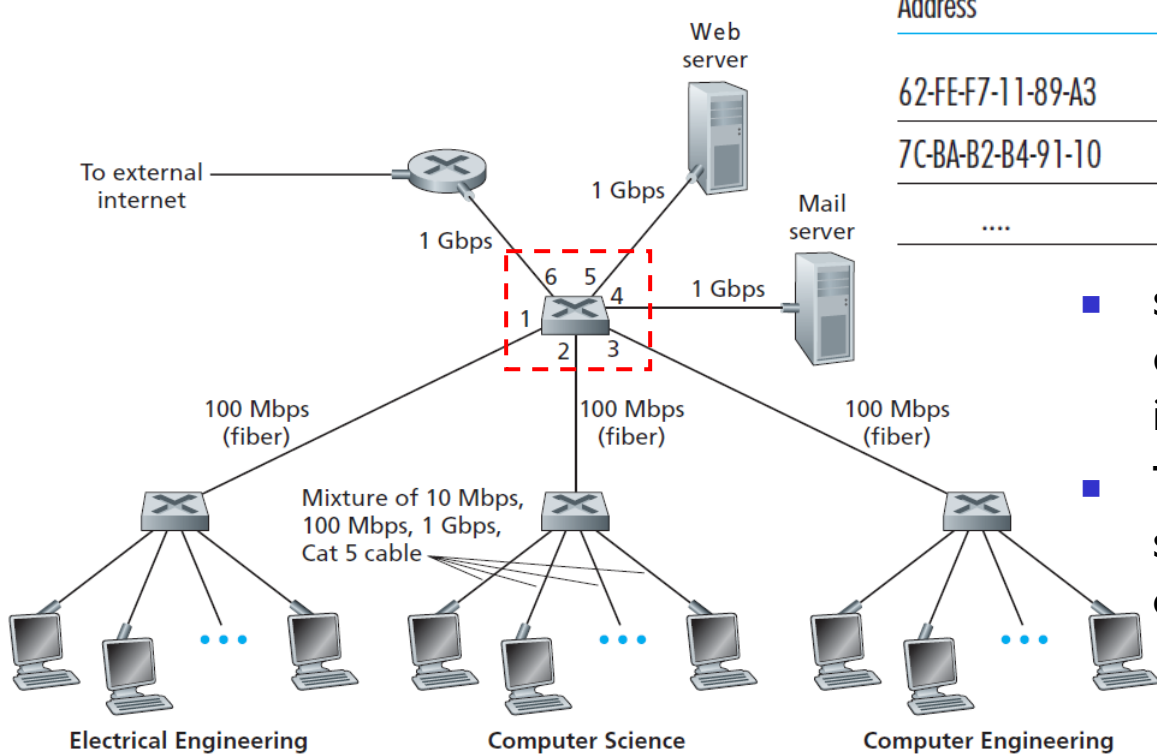 Address
62-FE-F7-11-89-A3
7C-BA-B2-B4-91-10
....
Web
server
To external
internet
1 Gbps
1 Gbps
Mail
server
1 Gbps
6 5
4
1
2 3
100 Mbps
(fiber)
100 Mbps
(fiber)
100 Mbps
(fiber)
Mixture of 10 Mbps,
100 Mbps, 1 Gbps,
Cat 5 cable
Electrical Engineering
Computer Science
Computer Engineering